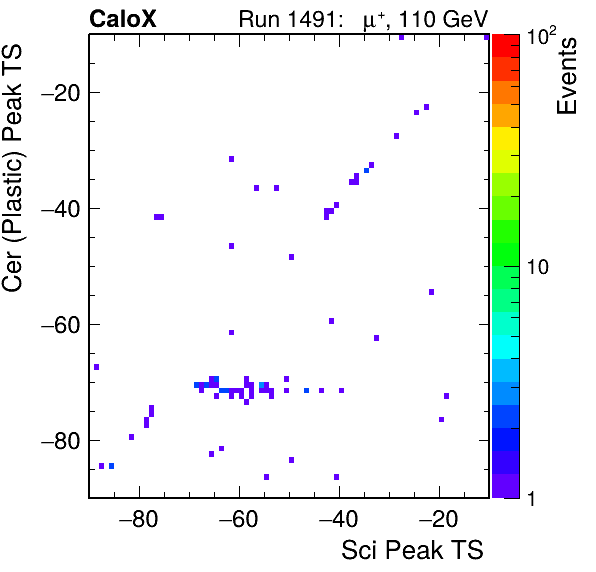 CaloX Run 1491: μ⁺, 110 GeV
Cer (Plastic) Peak TS
−20
−40
−60
−80
−80 −60 −40 −20
Sci Peak TS
10²
10
1
Events